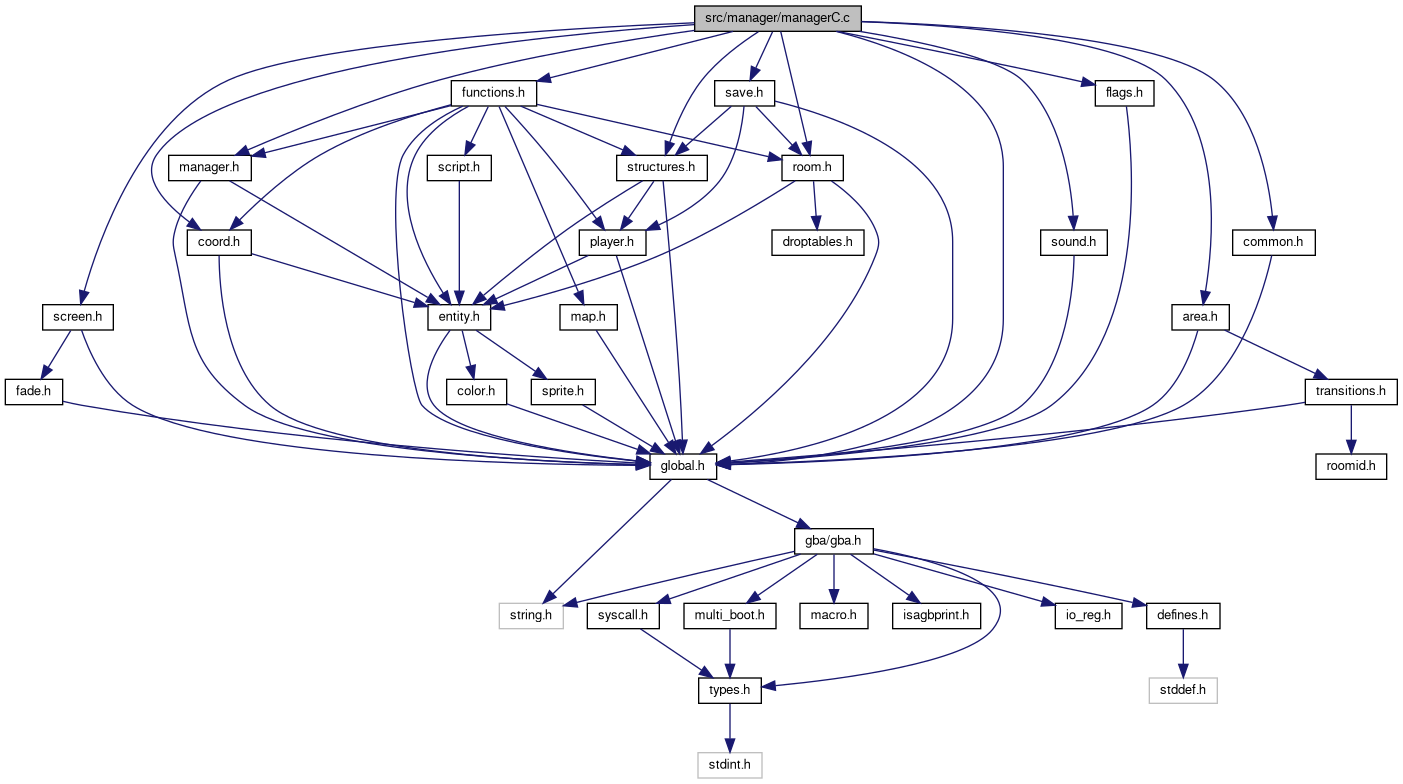 src/manager/managerC.c
functions.h
save.h
flags.h
manager.h
script.h
structures.h
room.h
coord.h
player.h
droptables.h
sound.h
common.h
screen.h
entity.h
map.h
area.h
fade.h
color.h
sprite.h
transitions.h
global.h
roomid.h
gba/gba.h
string.h
syscall.h
multi_boot.h
macro.h
isagbprint.h
io_reg.h
defines.h
types.h
stddef.h
stdint.h